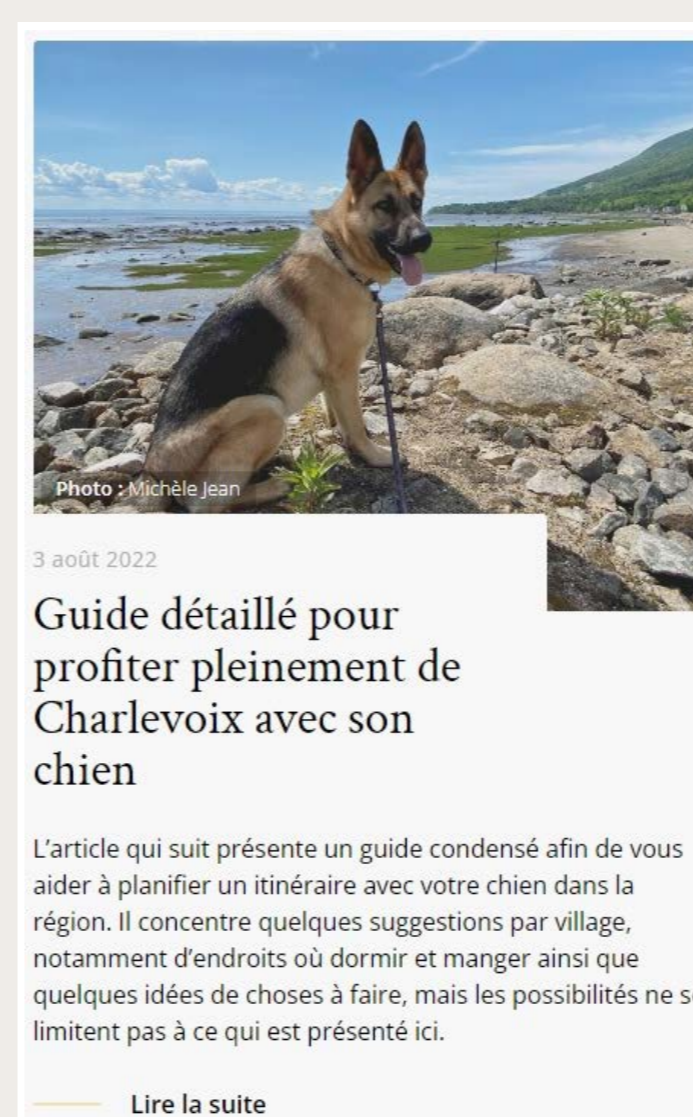 Photo : Michèle Jean
3 août 2022
Guide détaillé pour
profiter pleinement de
Charlevoix avec son
chien
L’article qui suit présente un guide condensé afin de vous
aider à planifier un itinéraire avec votre chien dans la
région. Il concentre quelques suggestions par village,
notamment d’endroits où dormir et manger ainsi que
quelques idées de choses à faire, mais les possibilités ne
limitent pas à ce qui est présenté ici.
Lire la suite